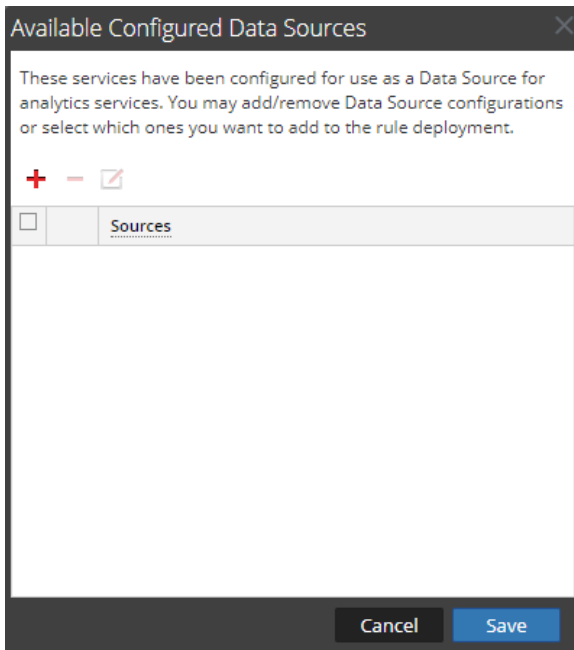 Available Configured Data Sources
These services have been configured for use as a Data Source for
analytics services. You may add/remove Data Source configurations
or select which ones you want to add to the rule deployment.
Sources
Cancel Save